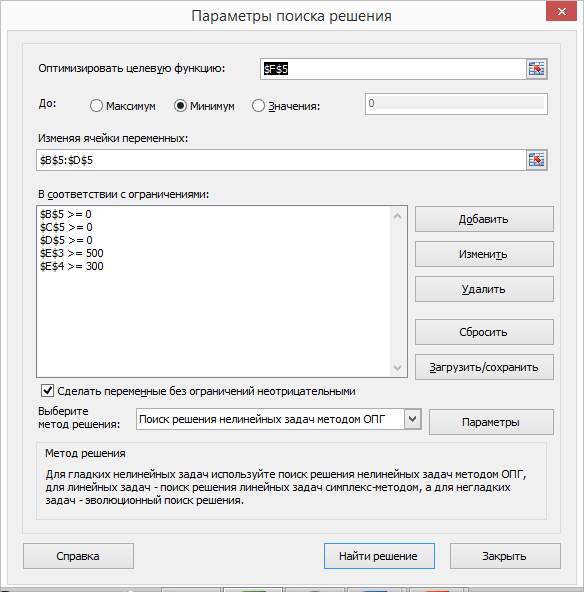 Параметры поиска решения
Оптимизировать целевую функцию:
$F$5
До:
Максимум
Минимум
Значения:
0
Изменяя ячейки переменных:
$B$5:$D$5
В соответствии с ограничениями:
$B$5 >= 0
$C$5 >= 0
$D$5 >= 0
$E$3 >= 500
$E$4 >= 300
Добавить
Изменить
Удалить
Сбросить
Загрузить/сохранить
Сделать переменные без ограничений неотрицательными
Выберите
метод решения:
Поиск решения нелинейных задач методом ОПГ
Параметры
Метод решения
Для гладких нелинейных задач используйте поиск решения нелинейных задач методом ОПГ,
для линейных задач - поиск решения линейных задач симплекс-методом, а для негладких
задач - эволюционный поиск решения.
Справка
Найти решение
Закрыть